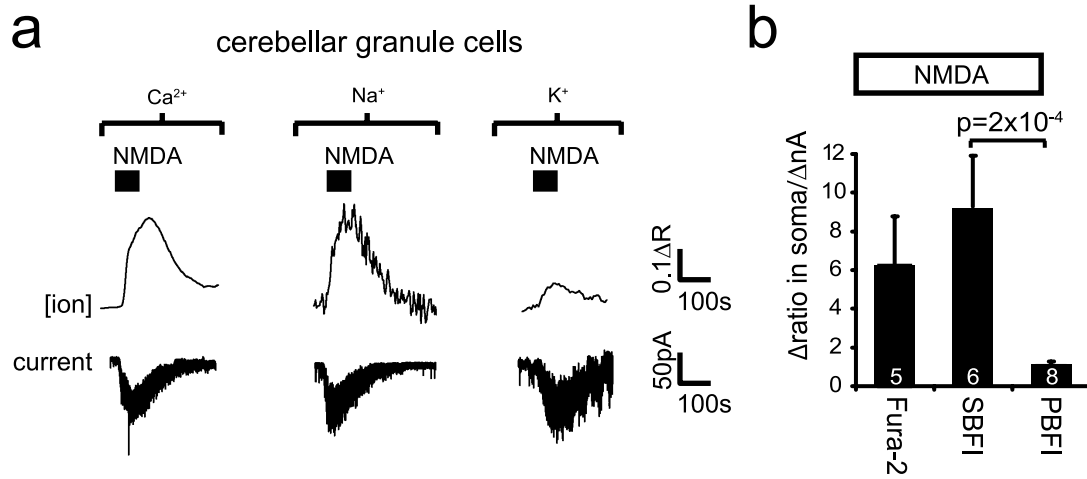 a
cerebellar granule cells
Ca²⁺ Na⁺ K⁺
NMDA NMDA NMDA
[ion]
current
0.1ΔR
100s
50pA
100s
b
NMDA
p=2x10⁻⁴
Δratio in soma/ΔnA
12
10
8
6
4
2
0
5 6 8
Fura-2 SBFI PBFI